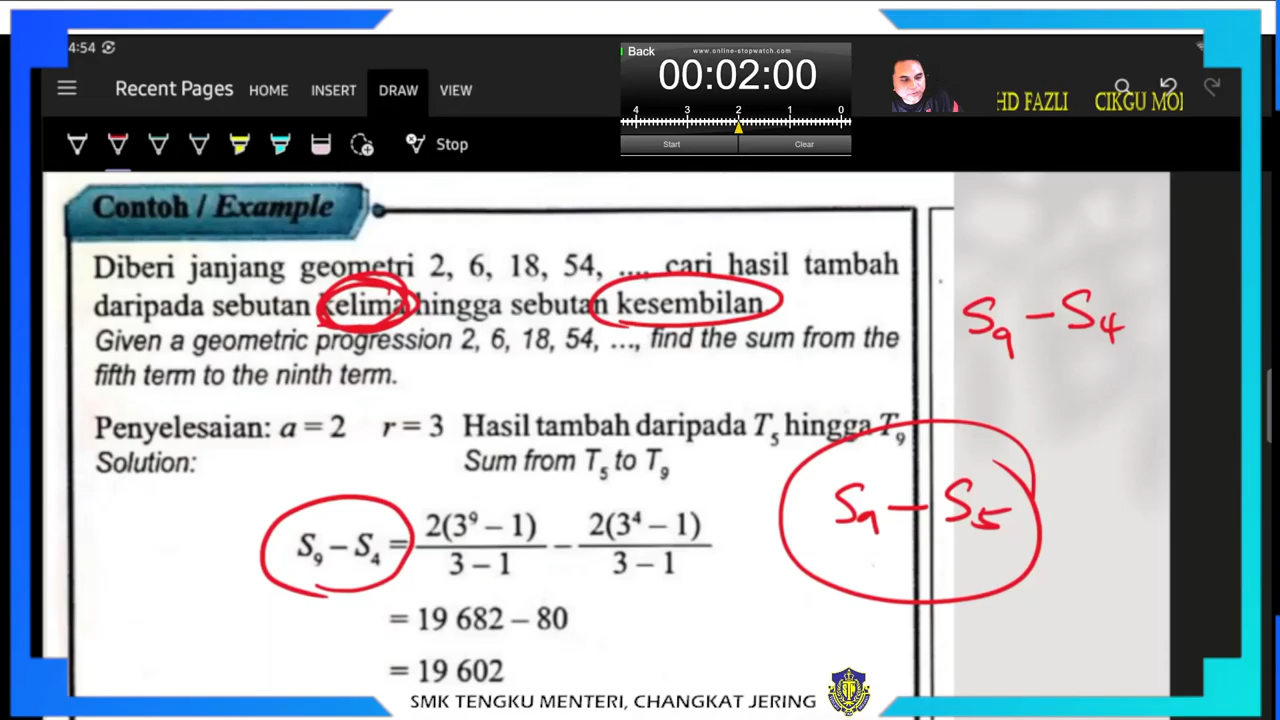 4:54
Recent Pages HOME INSERT DRAW VIEW
Back
www.online-stopwatch.com
00:02:00
4 3 2 1 0
Start Clear
HD FAZLI CIKGU MO
Stop
Contoh / Example
Diberi janjang geometri 2, 6, 18, 54, ..., cari hasil tambah
daripada sebutan kelima hingga sebutan kesembilan
Given a geometric progression 2, 6, 18, 54, ..., find the sum from the
fifth term to the ninth term.
S₉ – S₄
Penyelesaian: a = 2 r = 3 Hasil tambah daripada T₅ hingga T₉
Solution: Sum from T₅ to T₉
S₉ – S₅
S₉ – S₄ = 2(3⁹ – 1)/3 – 1 – 2(3⁴ – 1)/3 – 1
= 19 682 – 80
= 19 602
SMK TENGKU MENTERI, CHANGKAT JERING